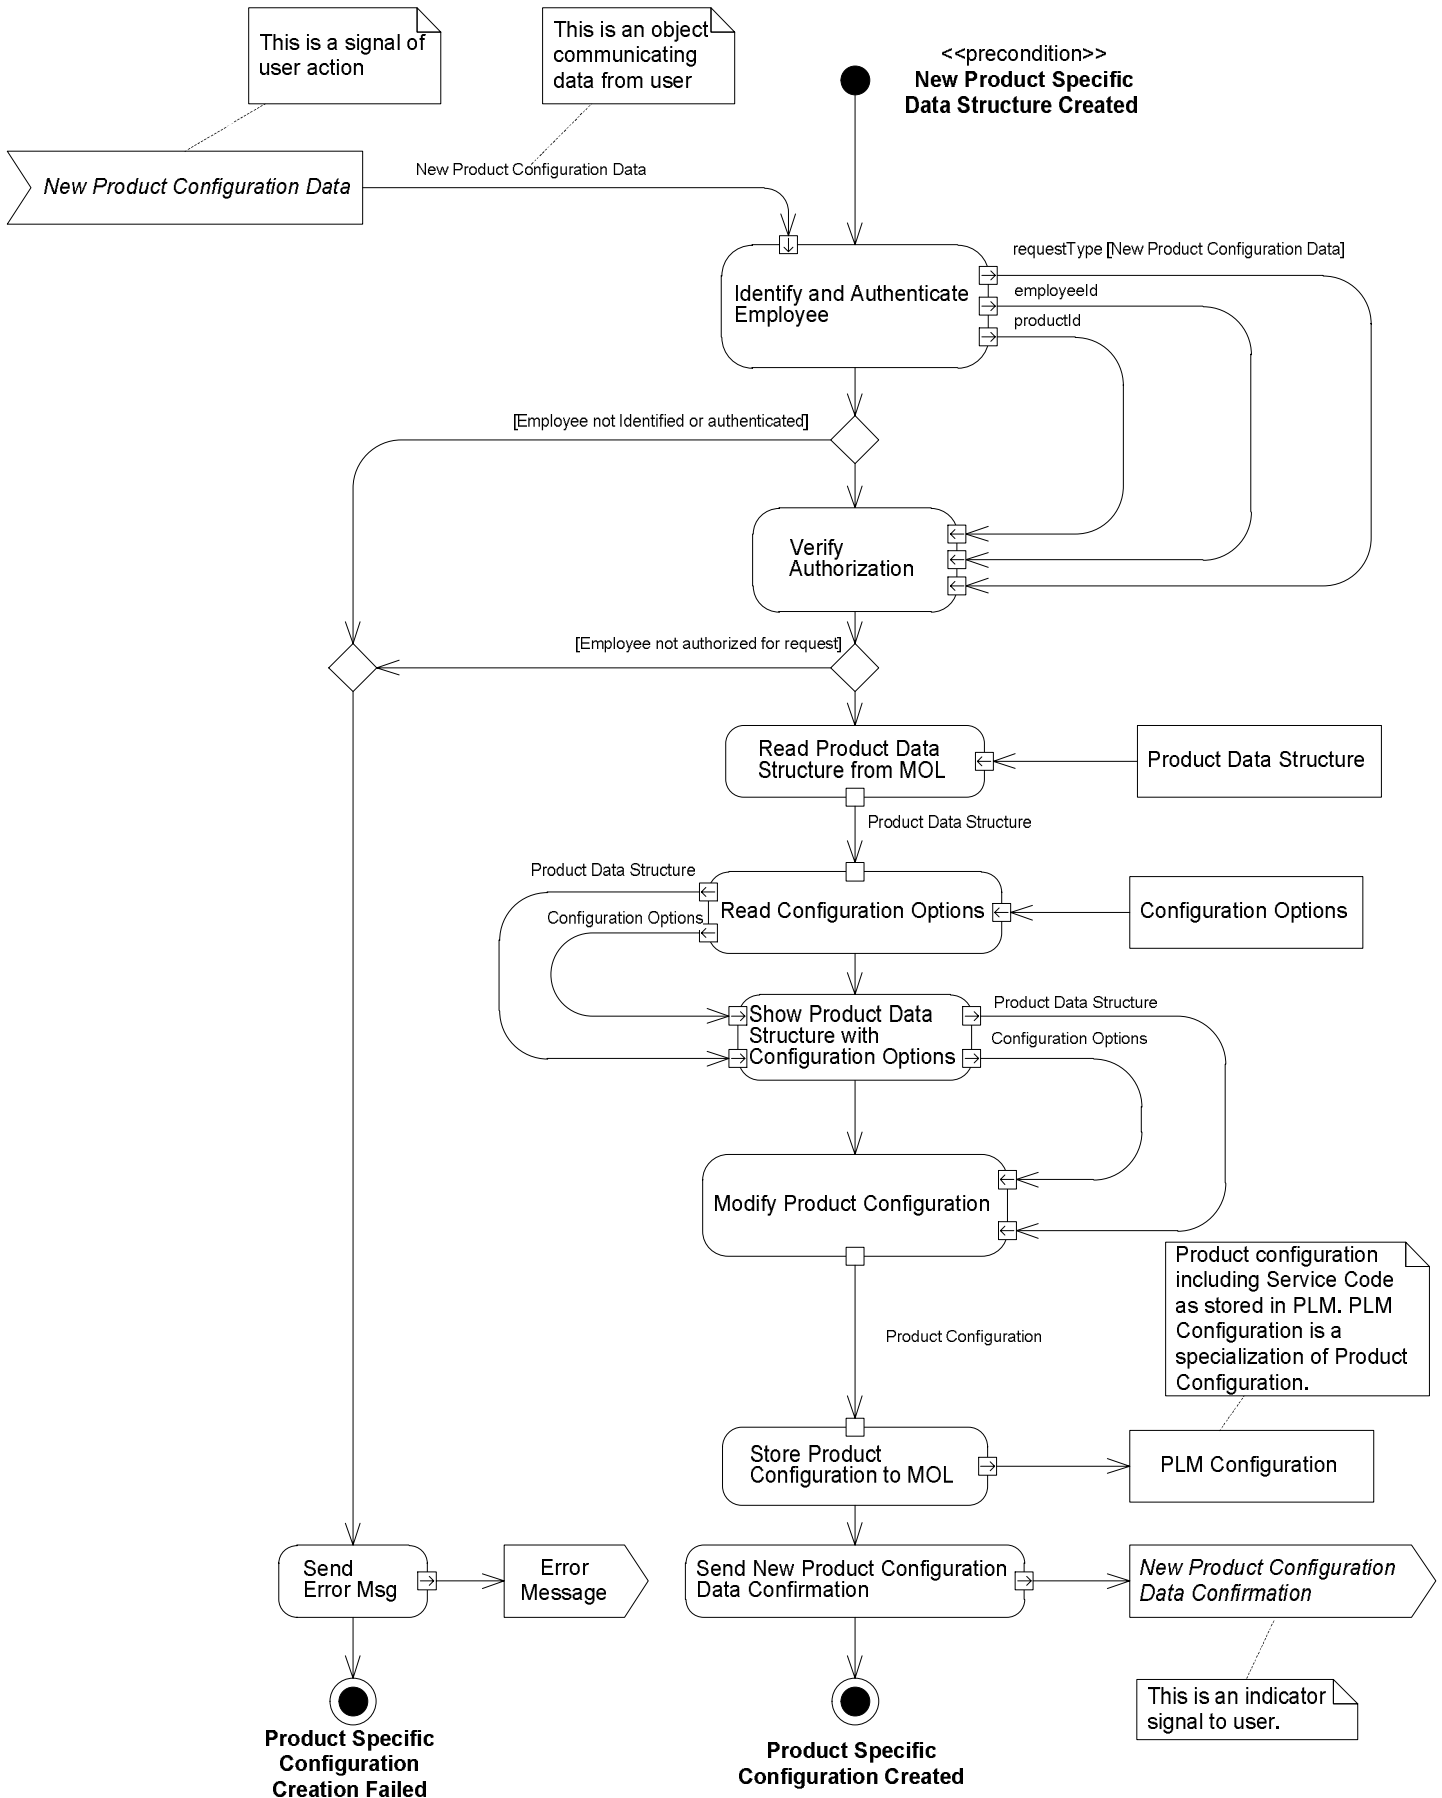 This is a signal of
user action
This is an object
communicating
data from user
<<precondition>>
New Product Specific
Data Structure Created
New Product Configuration Data
New Product Configuration Data
requestType [New Product Configuration Data]
employeeId
productId
Identify and Authenticate
Employee
[Employee not Identified or authenticated]
Verify
Authorization
[Employee not authorized for request]
Read Product Data
Structure from MOL
Product Data Structure
Product Data Structure
Product Data Structure
Configuration Options
Read Configuration Options
Configuration Options
Show Product Data
Structure with
Configuration Options
Product Data Structure
Configuration Options
Modify Product Configuration
Product configuration
including Service Code
as stored in PLM. PLM
Configuration is a
specialization of Product
Configuration.
Product Configuration
Store Product
Configuration to MOL
PLM Configuration
Send
Error Msg
Error
Message
Send New Product Configuration
Data Confirmation
New Product Configuration
Data Confirmation
This is an indicator
signal to user.
Product Specific
Configuration
Creation Failed
Product Specific
Configuration Created